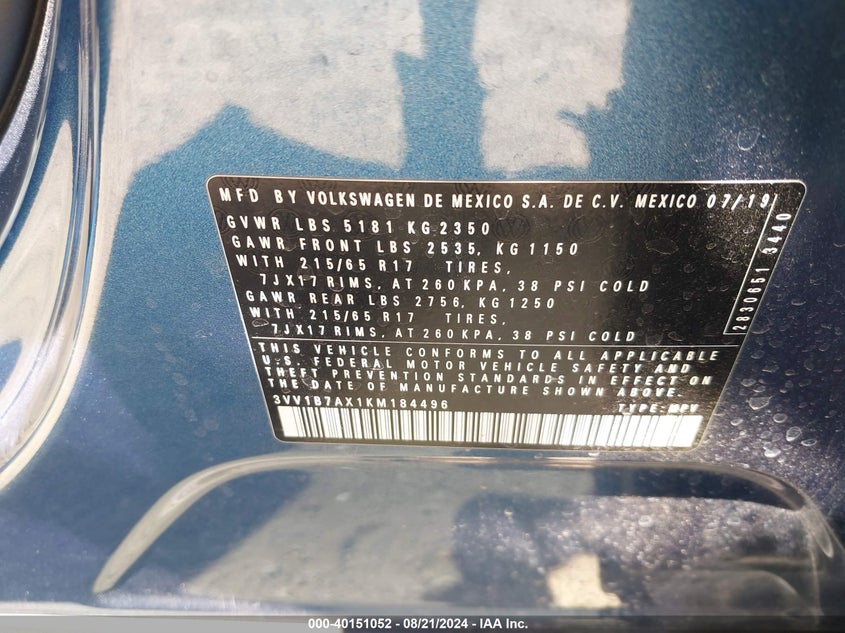 MFD BY VOLKSWAGEN DE MEXICO S.A. DE C.V. MEXICO 07/19
GVWR LBS 5181 KG 2350
GAWR FRONT LBS 2535, KG 1150
WITH 215/65 R17 TIRES,
7JX17 RIMS, AT 260 KPA, 38 PSI COLD
GAWR REAR LBS 2756, KG 1250
WITH 215/65 R17 TIRES,
7JX17 RIMS, AT 260 KPA, 38 PSI COLD
THIS VEHICLE CONFORMS TO ALL APPLICABLE
U.S. FEDERAL MOTOR VEHICLE SAFETY AND
THEFT PREVENTION STANDARDS IN EFFECT ON
THE DATE OF MANUFACTURE SHOWN ABOVE.
3VV1B7AX1KM184496 TYPE: MPV
2830651 3440
000-40151052 - 08/21/2024 - IAA Inc.